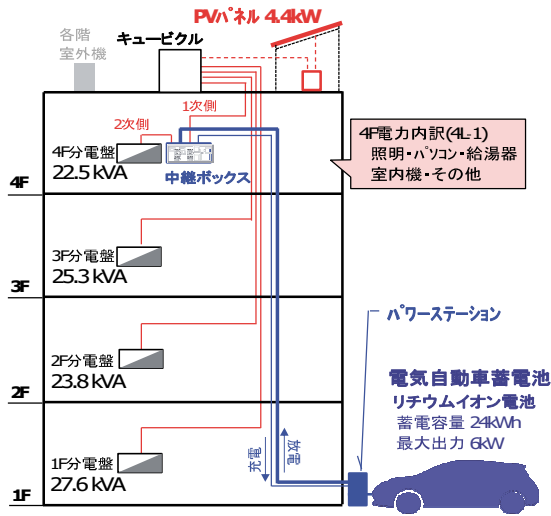 PVパネル 4.4kW
各階
室外機
キュービクル
1次側
2次側
4F分電盤
22.5 kVA
中継ボックス
4F電力内訳(4L-1)
照明・パソコン・給湯器
室内機・その他
4F
3F分電盤
25.3 kVA
3F
パワーステーション
2F分電盤
23.8 kVA
2F
電気自動車蓄電池
リチウムイオン電池
蓄電容量 24kWh
最大出力 6kW
充電
放電
1F分電盤
27.6 kVA
1F